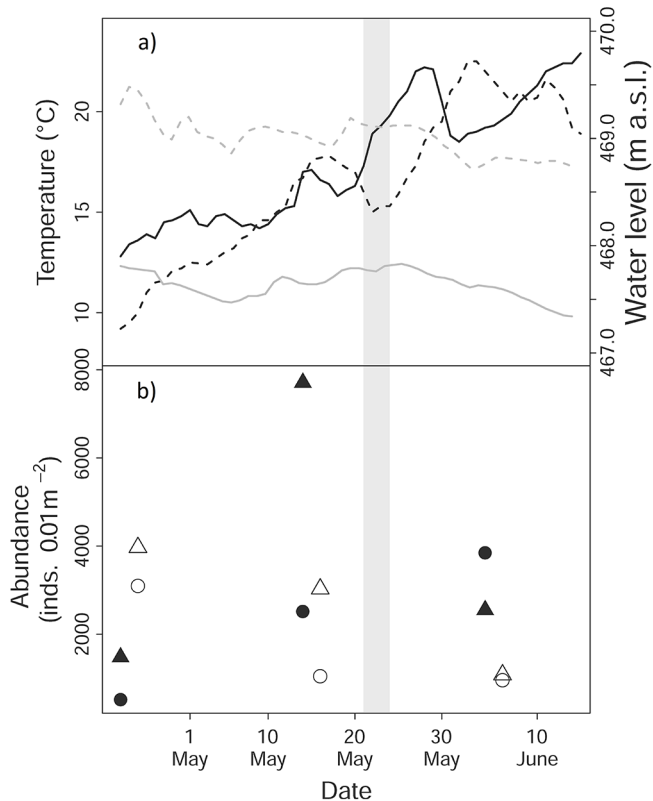 a)
20
15
10
Temperature (°C)
470.0
469.0
468.0
467.0
Water level (m a.s.l.)
b)
8000
6000
4000
2000
Abundance
(inds. 0.01m⁻²)
1 10 20 30 10
May May May May June
Date